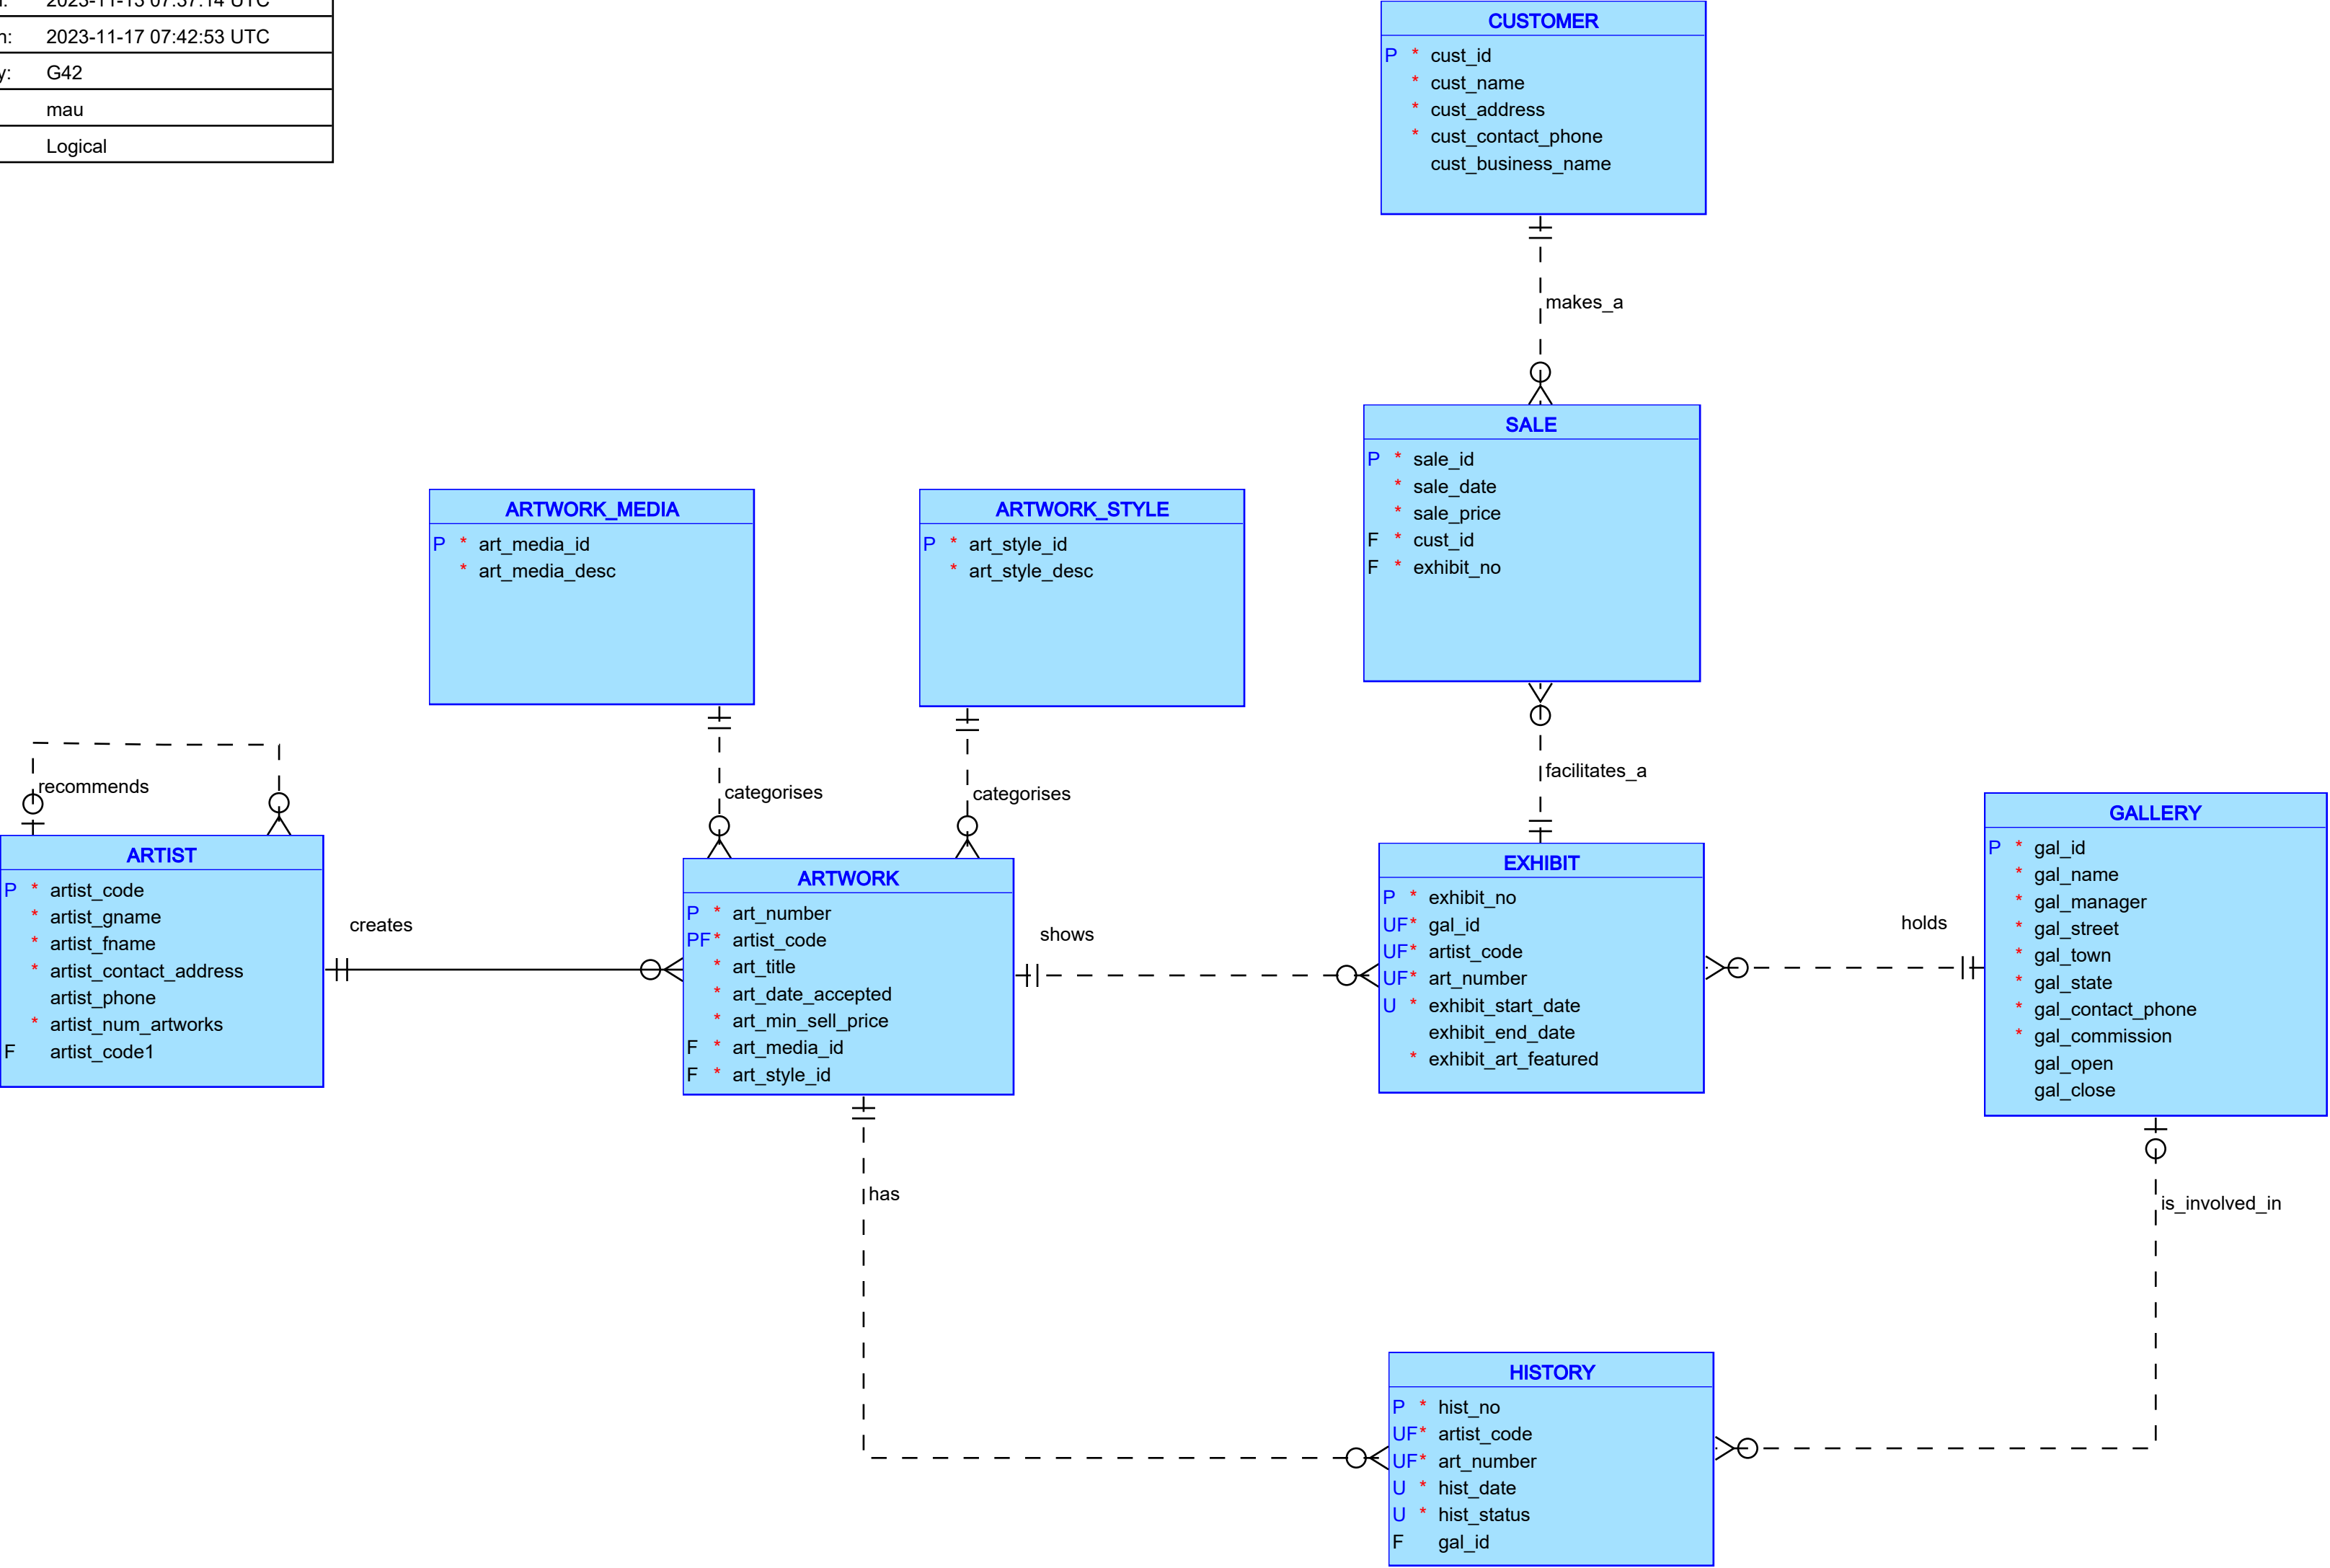 2023-11-17 07:42:53 UTC
G42
mau
Logical
CUSTOMER
P * cust_id
* cust_name
* cust_address
* cust_contact_phone
cust_business_name
makes_a
SALE
P * sale_id
* sale_date
* sale_price
F * cust_id
F * exhibit_no
ARTWORK_MEDIA
P * art_media_id
* art_media_desc
ARTWORK_STYLE
P * art_style_id
* art_style_desc
recommends
categorises
categorises
facilitates_a
ARTIST
P * artist_code
* artist_gname
* artist_fname
* artist_contact_address
artist_phone
* artist_num_artworks
F artist_code1
creates
ARTWORK
P * art_number
PF* artist_code
* art_title
* art_date_accepted
* art_min_sell_price
F * art_media_id
F * art_style_id
shows
EXHIBIT
P * exhibit_no
UF* gal_id
UF* artist_code
UF* art_number
U * exhibit_start_date
exhibit_end_date
* exhibit_art_featured
holds
GALLERY
P * gal_id
* gal_name
* gal_manager
* gal_street
* gal_town
* gal_state
* gal_contact_phone
* gal_commission
gal_open
gal_close
has
is_involved_in
HISTORY
P * hist_no
UF* artist_code
UF* art_number
U * hist_date
U * hist_status
F gal_id